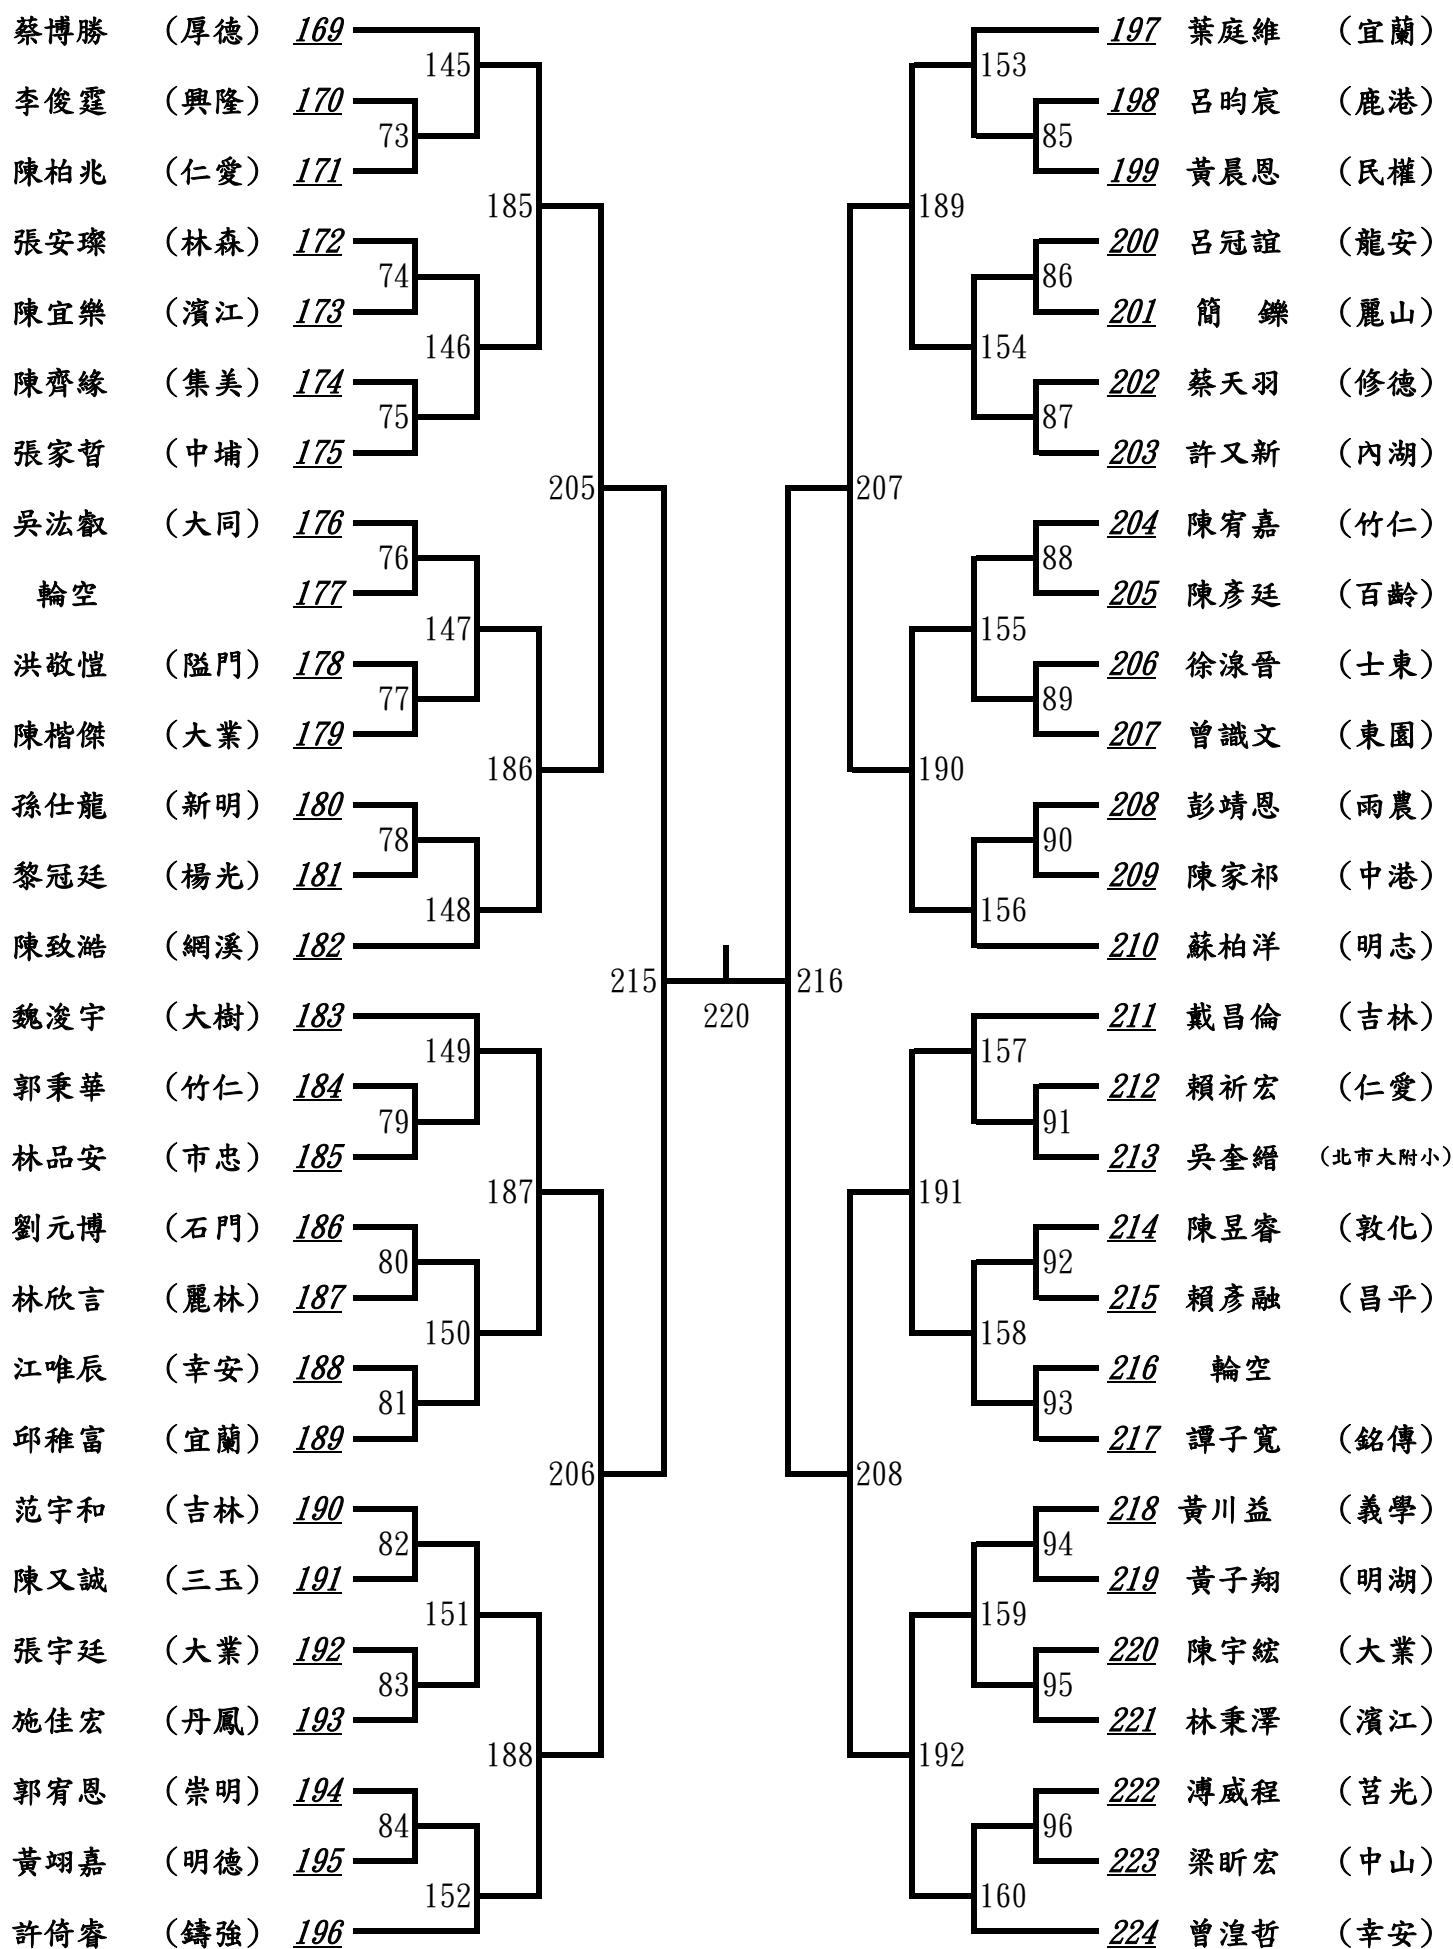 蔡博勝 (厚德) 169 197 葉庭維 (宜蘭)
145 153
李俊霆 (興隆) 170 198 呂昀宸 (鹿港)
73 85
陳柏兆 (仁愛) 171 199 黃晨恩 (民權)
185 189
張安璨 (林森) 172 200 呂冠誼 (龍安)
74 86
陳宜樂 (濱江) 173 201 簡 鑠 (麗山)
146 154
陳齊緣 (集美) 174 202 蔡天羽 (修德)
75 87
張家哲 (中埔) 175 203 許又新 (內湖)
205 207
吳汯叡 (大同) 176 204 陳宥嘉 (竹仁)
76 88
輪空 177 205 陳彥廷 (百齡)
147 155
洪敬愷 (隘門) 178 206 徐湶晉 (士東)
77 89
陳楷傑 (大業) 179 207 曾識文 (東園)
186 190
孫仕龍 (新明) 180 208 彭靖恩 (雨農)
78 90
黎冠廷 (楊光) 181 209 陳家祁 (中港)
148 156
陳致澔 (網溪) 182 210 蘇柏洋 (明志)
215 216
220
魏浚宇 (大樹) 183 211 戴昌倫 (吉林)
149 157
郭秉華 (竹仁) 184 212 賴祈宏 (仁愛)
79 91
林品安 (市忠) 185 213 吳奎縉 (北市大附小)
187 191
劉元博 (石門) 186 214 陳昱睿 (敦化)
80 92
林欣言 (麗林) 187 215 賴彥融 (昌平)
150 158
江唯辰 (幸安) 188 216 輪空
81 93
邱稚富 (宜蘭) 189 217 譚子寬 (銘傳)
206 208
范宇和 (吉林) 190 218 黃川益 (義學)
82 94
陳又誠 (三玉) 191 219 黃子翔 (明湖)
151 159
張宇廷 (大業) 192 220 陳宇綋 (大業)
83 95
施佳宏 (丹鳳) 193 221 林秉澤 (濱江)
188 192
郭宥恩 (崇明) 194 222 溥威程 (莒光)
84 96
黃翊嘉 (明德) 195 223 梁昕宏 (中山)
152 160
許倚睿 (鑄強) 196 224 曾湟哲 (幸安)